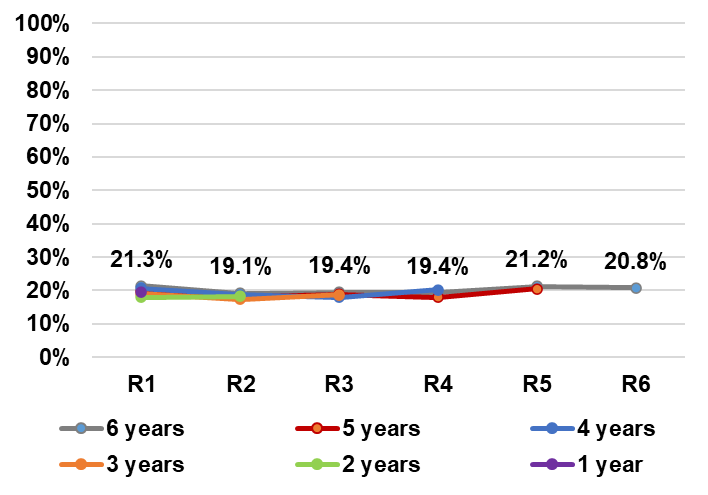 100%
90%
80%
70%
60%
50%
40%
30%
20%
10%
0%
21.3% 19.1% 19.4% 19.4% 21.2% 20.8%
R1 R2 R3 R4 R5 R6
6 years 5 years 4 years
3 years 2 years 1 year